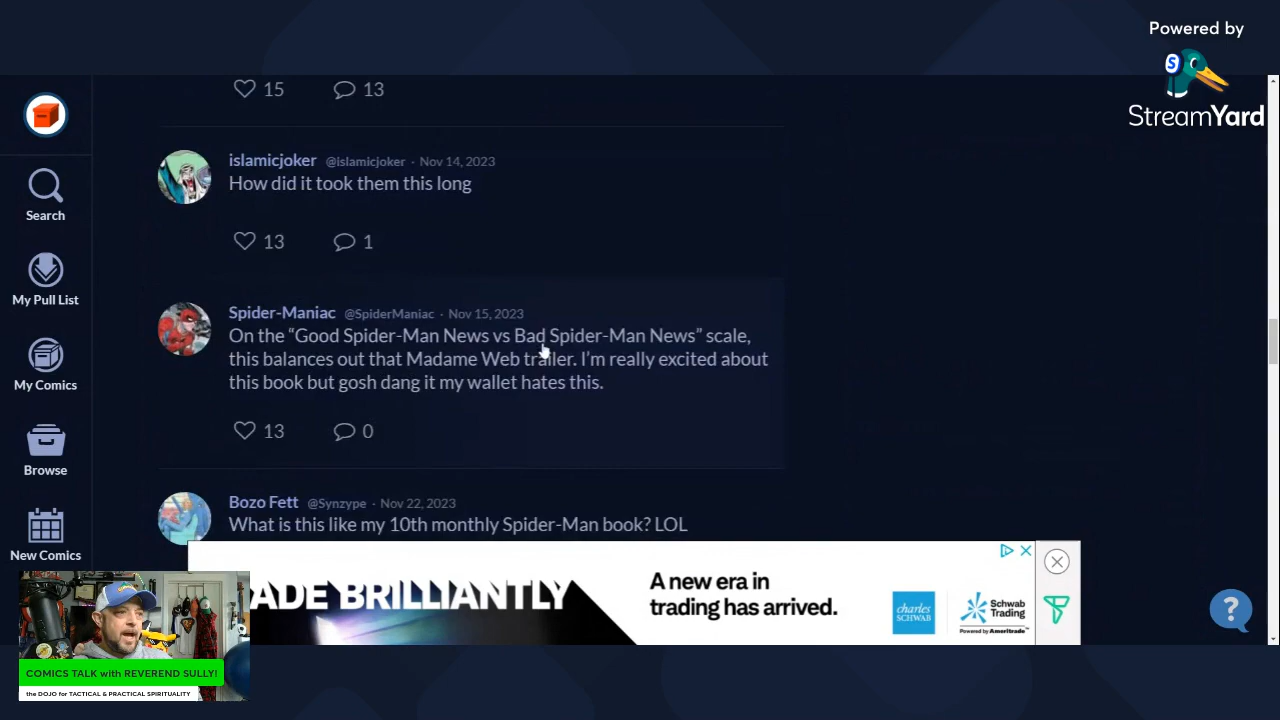 Powered by
StreamYard
15 13
islamicjoker @islamicjoker · Nov 14, 2023
How did it took them this long
13 1
Spider-Maniac @SpiderManiac · Nov 15, 2023
On the “Good Spider-Man News vs Bad Spider-Man News” scale,
this balances out that Madame Web trailer. I’m really excited about
this book but gosh dang it my wallet hates this.
13 0
Bozo Fett @Synzype · Nov 22, 2023
What is this like my 10th monthly Spider-Man book? LOL
Search
My Pull List
My Comics
Browse
New Comics
ADE BRILLIANTLY
A new era in
trading has arrived.
charles
SCHWAB
Schwab
Trading
Powered by Ameritrade™
?
COMICS TALK with REVEREND SULLY!
the DOJO for TACTICAL & PRACTICAL SPIRITUALITY